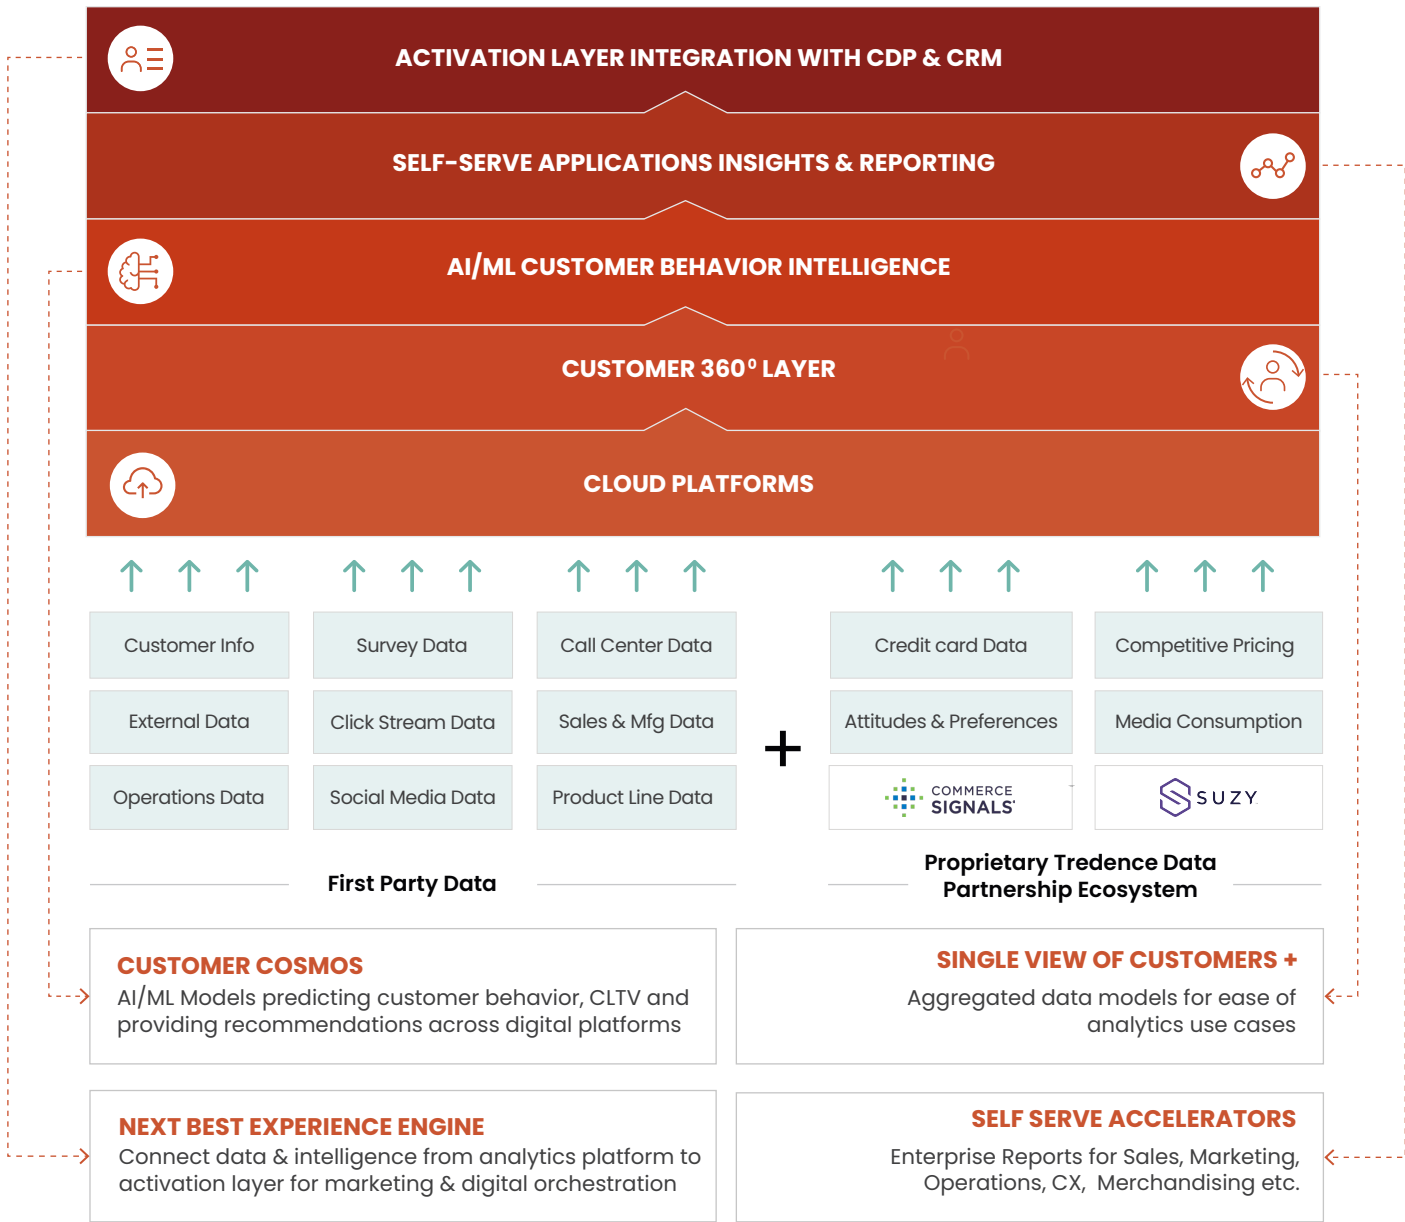 ACTIVATION LAYER INTEGRATION WITH CDP & CRM
SELF-SERVE APPLICATIONS INSIGHTS & REPORTING
AI/ML CUSTOMER BEHAVIOR INTELLIGENCE
CUSTOMER 360⁰ LAYER
CLOUD PLATFORMS
Customer Info
Survey Data
Call Center Data
Credit card Data
Competitive Pricing
External Data
Click Stream Data
Sales & Mfg Data
Attitudes & Preferences
Media Consumption
+
Operations Data
Social Media Data
Product Line Data
COMMERCE
SIGNALS
SUZY
First Party Data
Proprietary Tredence Data
Partnership Ecosystem
CUSTOMER COSMOS
AI/ML Models predicting customer behavior, CLTV and
providing recommendations across digital platforms
SINGLE VIEW OF CUSTOMERS +
Aggregated data models for ease of
analytics use cases
NEXT BEST EXPERIENCE ENGINE
Connect data & intelligence from analytics platform to
activation layer for marketing & digital orchestration
SELF SERVE ACCELERATORS
Enterprise Reports for Sales, Marketing,
Operations, CX, Merchandising etc.